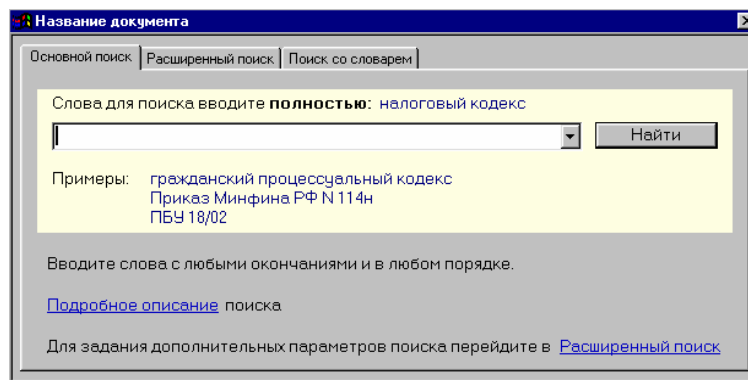 Название документа
Основной поиск Расширенный поиск Поиск со словарем
Слова для поиска вводите полностью: налоговый кодекс
Найти
Примеры: гражданский процессуальный кодекс
Приказ Минфина РФ N 114н
ПБУ 18/02
Вводите слова с любыми окончаниями и в любом порядке.
Подробное описание поиска
Для задания дополнительных параметров поиска перейдите в Расширенный поиск